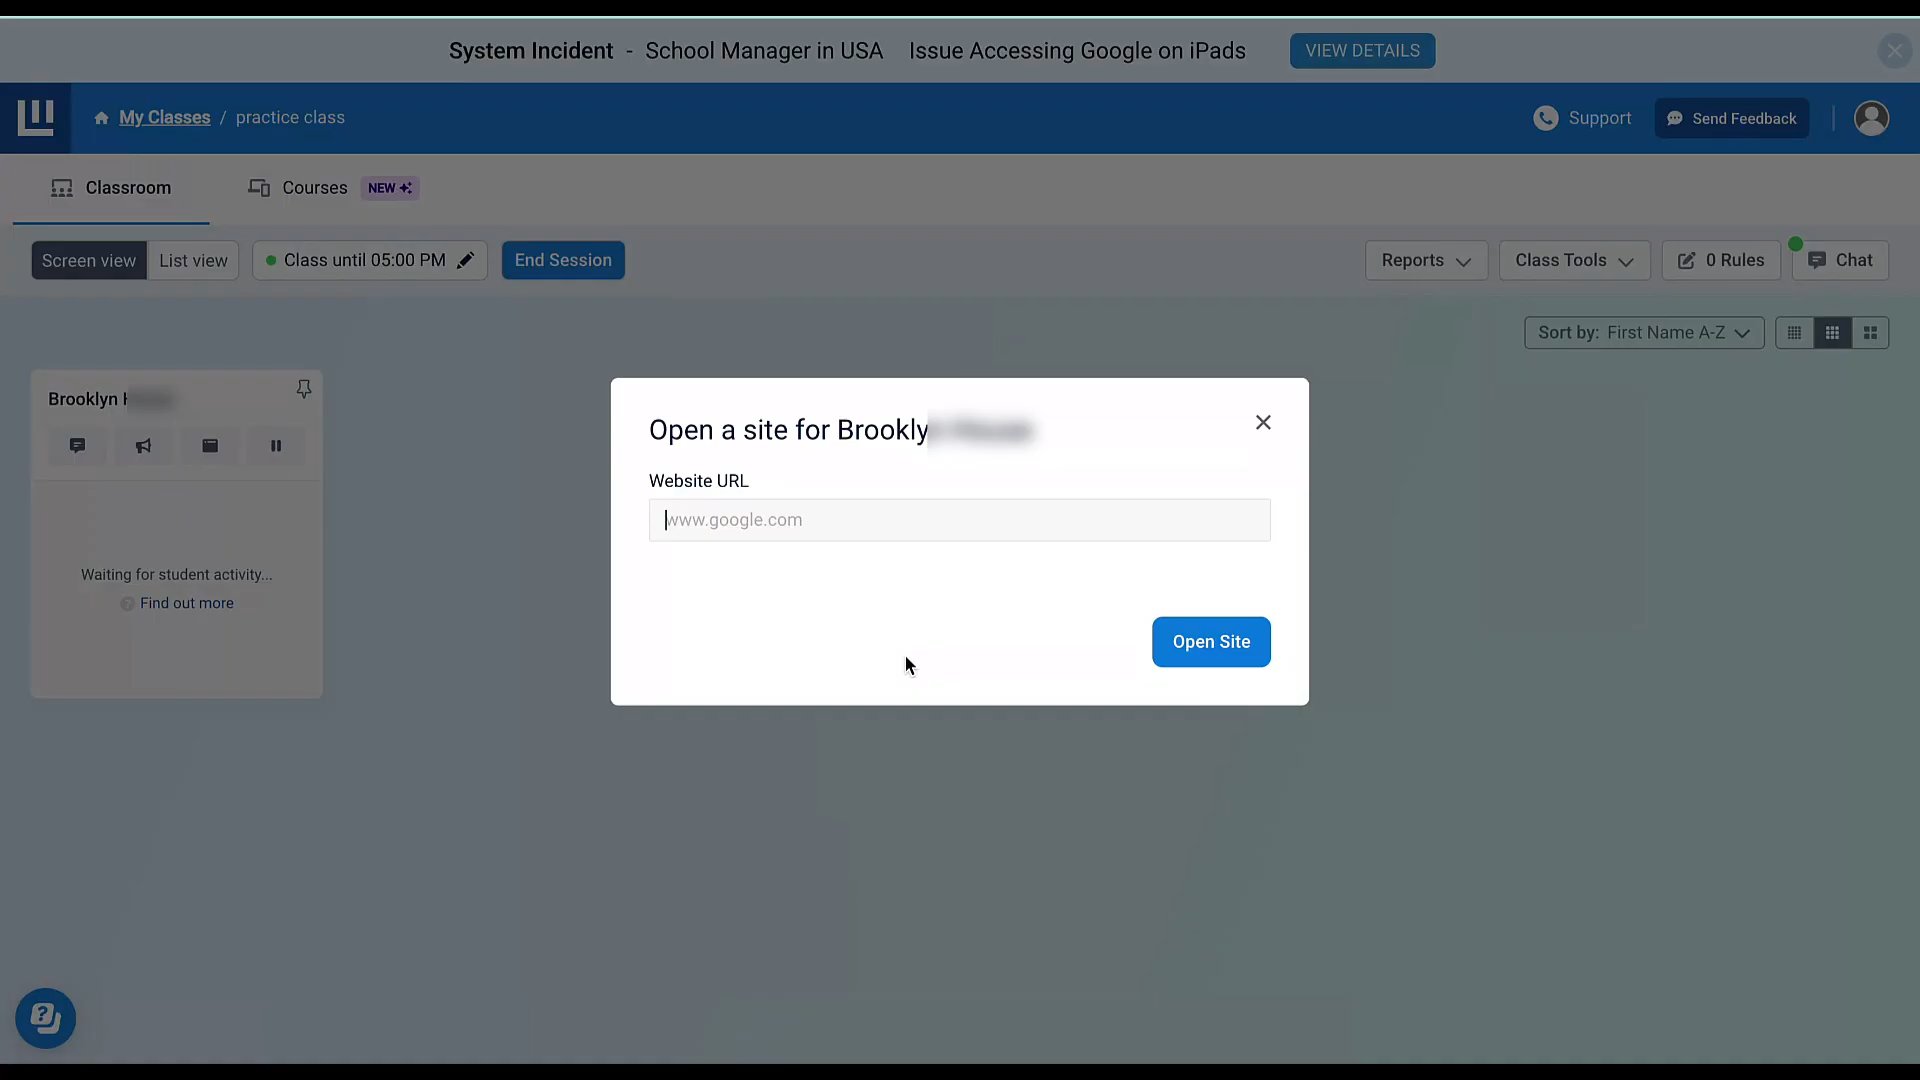 System Incident - School Manager in USA Issue Accessing Google on iPads VIEW DETAILS
My Classes / practice class Support Send Feedback
Classroom Courses NEW
Screen view List view Class until 05:00 PM End Session Reports Class Tools 0 Rules Chat
Sort by: First Name A-Z
Brooklyn
Waiting for student activity...
Find out more
Open a site for Brookly
Website URL
www.google.com
Open Site